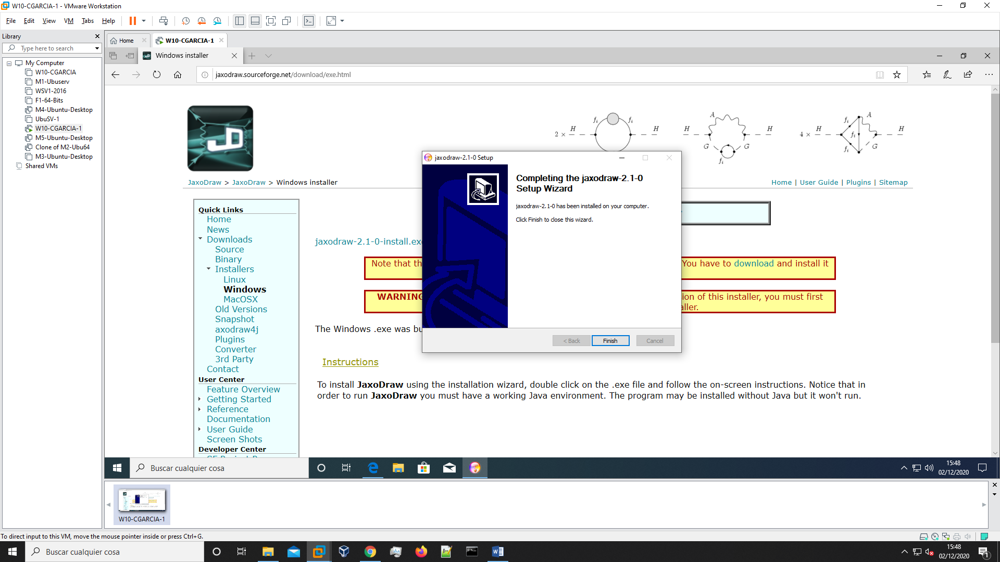 W10-CGARCIA-1 - VMware Workstation
File Edit View VM Tabs Help
Library
Type here to search
My Computer
W10-CGARCIA
M1-Ubuserv
WSV1-2016
F1-64-Bits
M4-Ubuntu-Desktop
UbuSV-1
W10-CGARCIA-1
M5-Ubuntu-Desktop
Clone of M2-Ubu64
M3-Ubuntu-Desktop
Shared VMs
Home
W10-CGARCIA-1
Windows installer
jaxodraw.sourceforge.net/download/exe.html
JD
2 × H fi fi H
H A G G fi H
4 × H fi fi fi A G H
JaxoDraw > JaxoDraw > Windows installer
Home | User Guide | Plugins | Sitemap
Quick Links
Home
News
Downloads
Source
Binary
Installers
Linux
Windows
MacOSX
Old Versions
Snapshot
axodraw4j
Plugins
Converter
3rd Party
Contact
User Center
Feature Overview
Getting Started
Reference
Documentation
User Guide
Screen Shots
Developer Center
jaxodraw-2.1-0-install.exe
Note that th
You have to download and install it
WARNING
ion of this installer, you must first
aller.
The Windows .exe was bu
Instructions
To install JaxoDraw using the installation wizard, double click on the .exe file and follow the on-screen instructions. Notice that in
order to run JaxoDraw you must have a working Java environment. The program may be installed without Java but it won't run.
jaxodraw-2.1-0 Setup
Completing the jaxodraw-2.1-0
Setup Wizard
jaxodraw-2.1-0 has been installed on your computer.
Click Finish to close this wizard.
< Back Finish Cancel
Buscar cualquier cosa
15:48
02/12/2020
W10-CGARCIA-1
To direct input to this VM, move the mouse pointer inside or press Ctrl+G.
Buscar cualquier cosa
15:48
02/12/2020
1